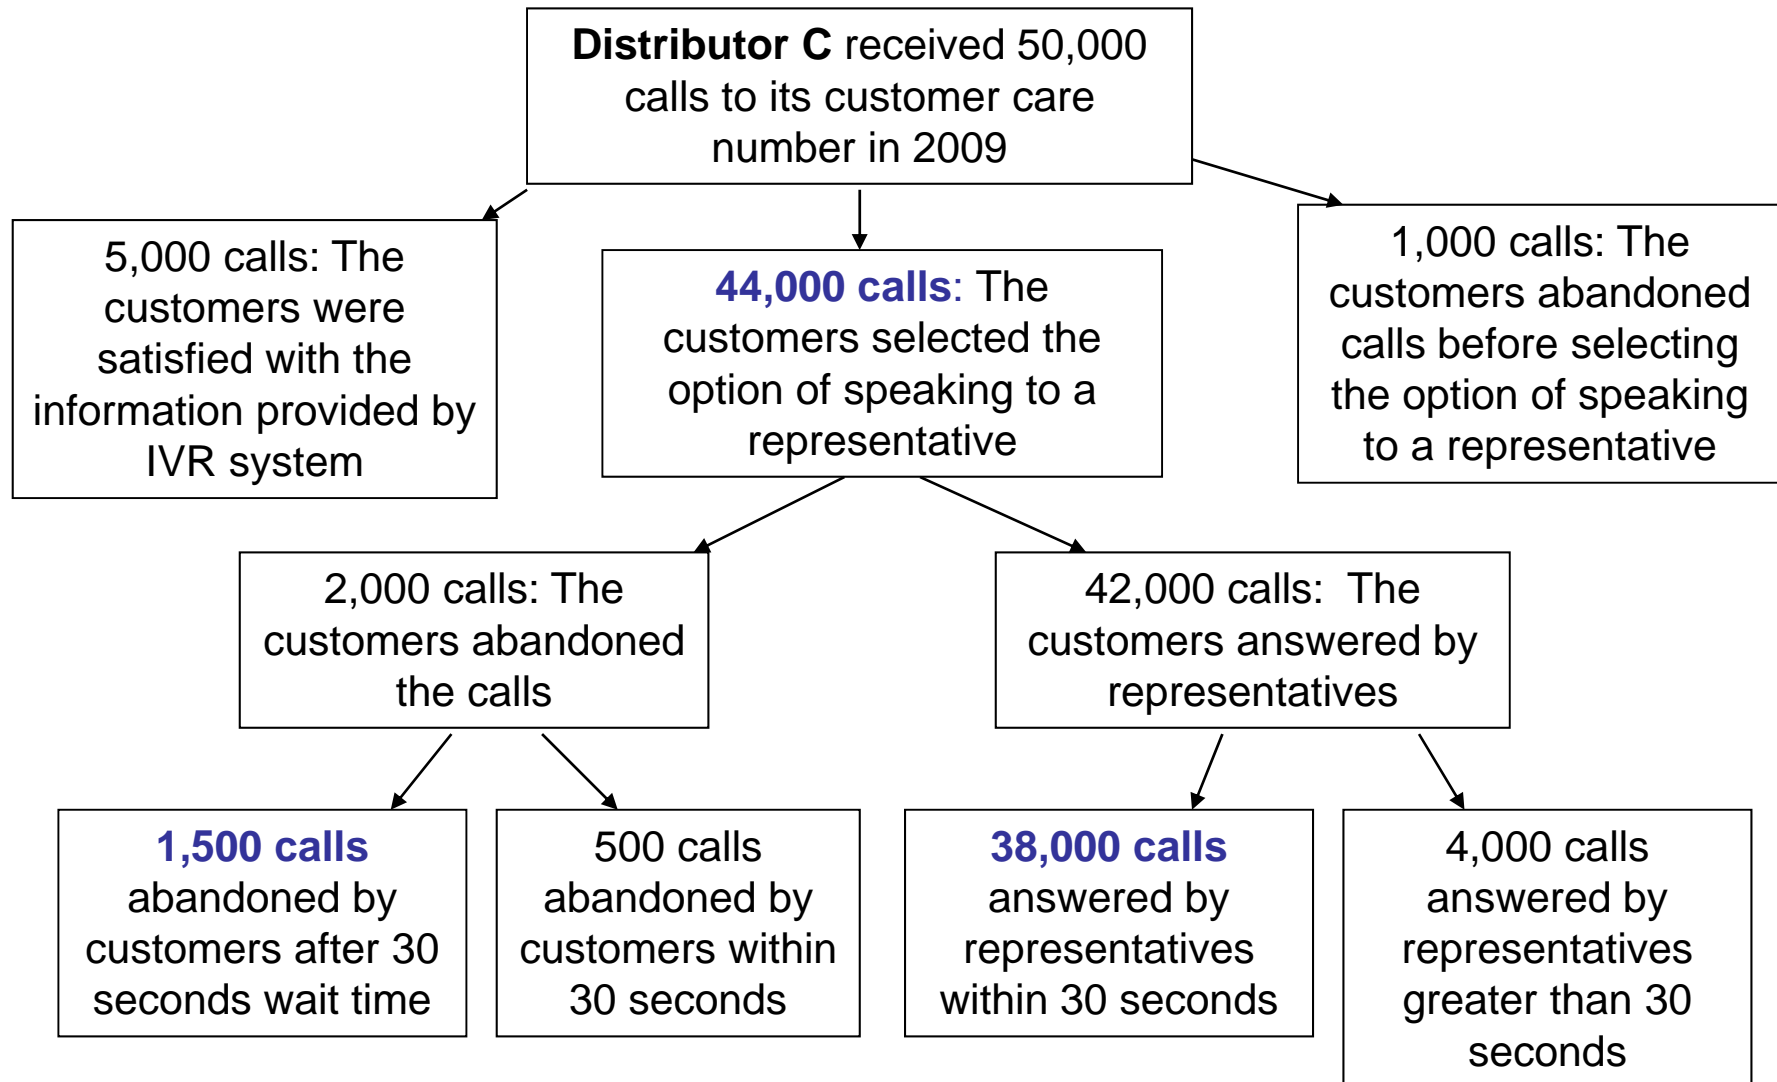 Distributor C received 50,000
calls to its customer care
number in 2009
5,000 calls: The
customers were
satisfied with the
information provided by
IVR system
44,000 calls: The
customers selected the
option of speaking to a
representative
1,000 calls: The
customers abandoned
calls before selecting
the option of speaking
to a representative
2,000 calls: The
customers abandoned
the calls
42,000 calls:  The
customers answered by
representatives
1,500 calls
abandoned by
customers after 30
seconds wait time
500 calls
abandoned by
customers within
30 seconds
38,000 calls
answered by
representatives
within 30 seconds
4,000 calls
answered by
representatives
greater than 30
seconds